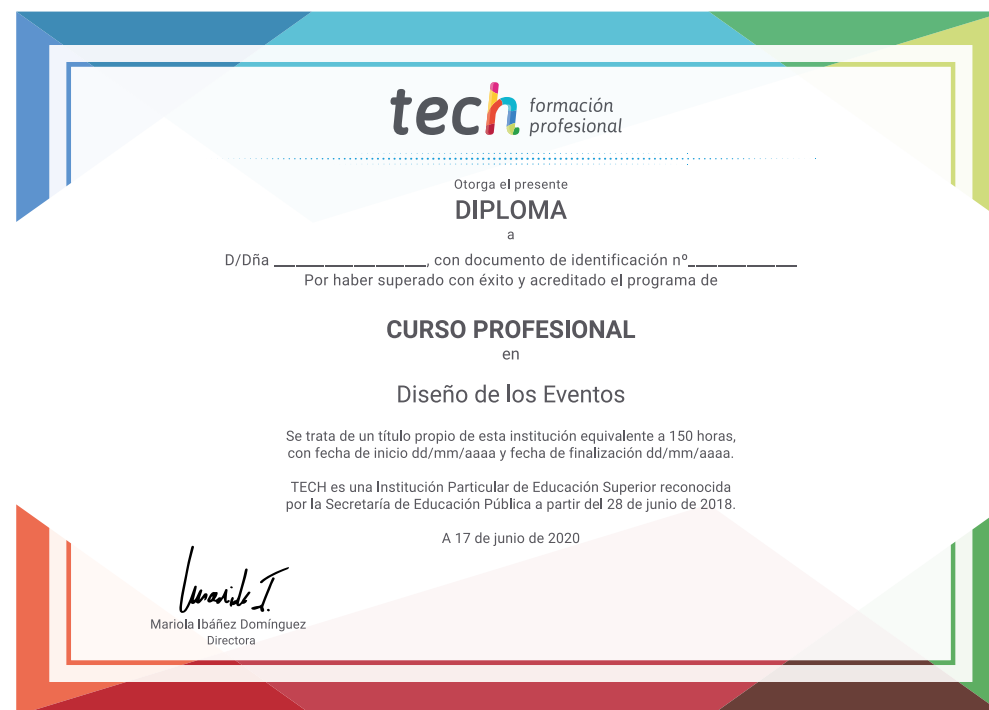 tech formación
profesional
Otorga el presente
DIPLOMA
a
D/Dña ____________________, con documento de identificación nº______________
Por haber superado con éxito y acreditado el programa de
CURSO PROFESIONAL
en
Diseño de los Eventos
Se trata de un título propio de esta institución equivalente a 150 horas,
con fecha de inicio dd/mm/aaaa y fecha de finalización dd/mm/aaaa.
TECH es una Institución Particular de Educación Superior reconocida
por la Secretaría de Educación Pública a partir del 28 de junio de 2018.
A 17 de junio de 2020
Mariola I.
Mariola Ibáñez Domínguez
Directora